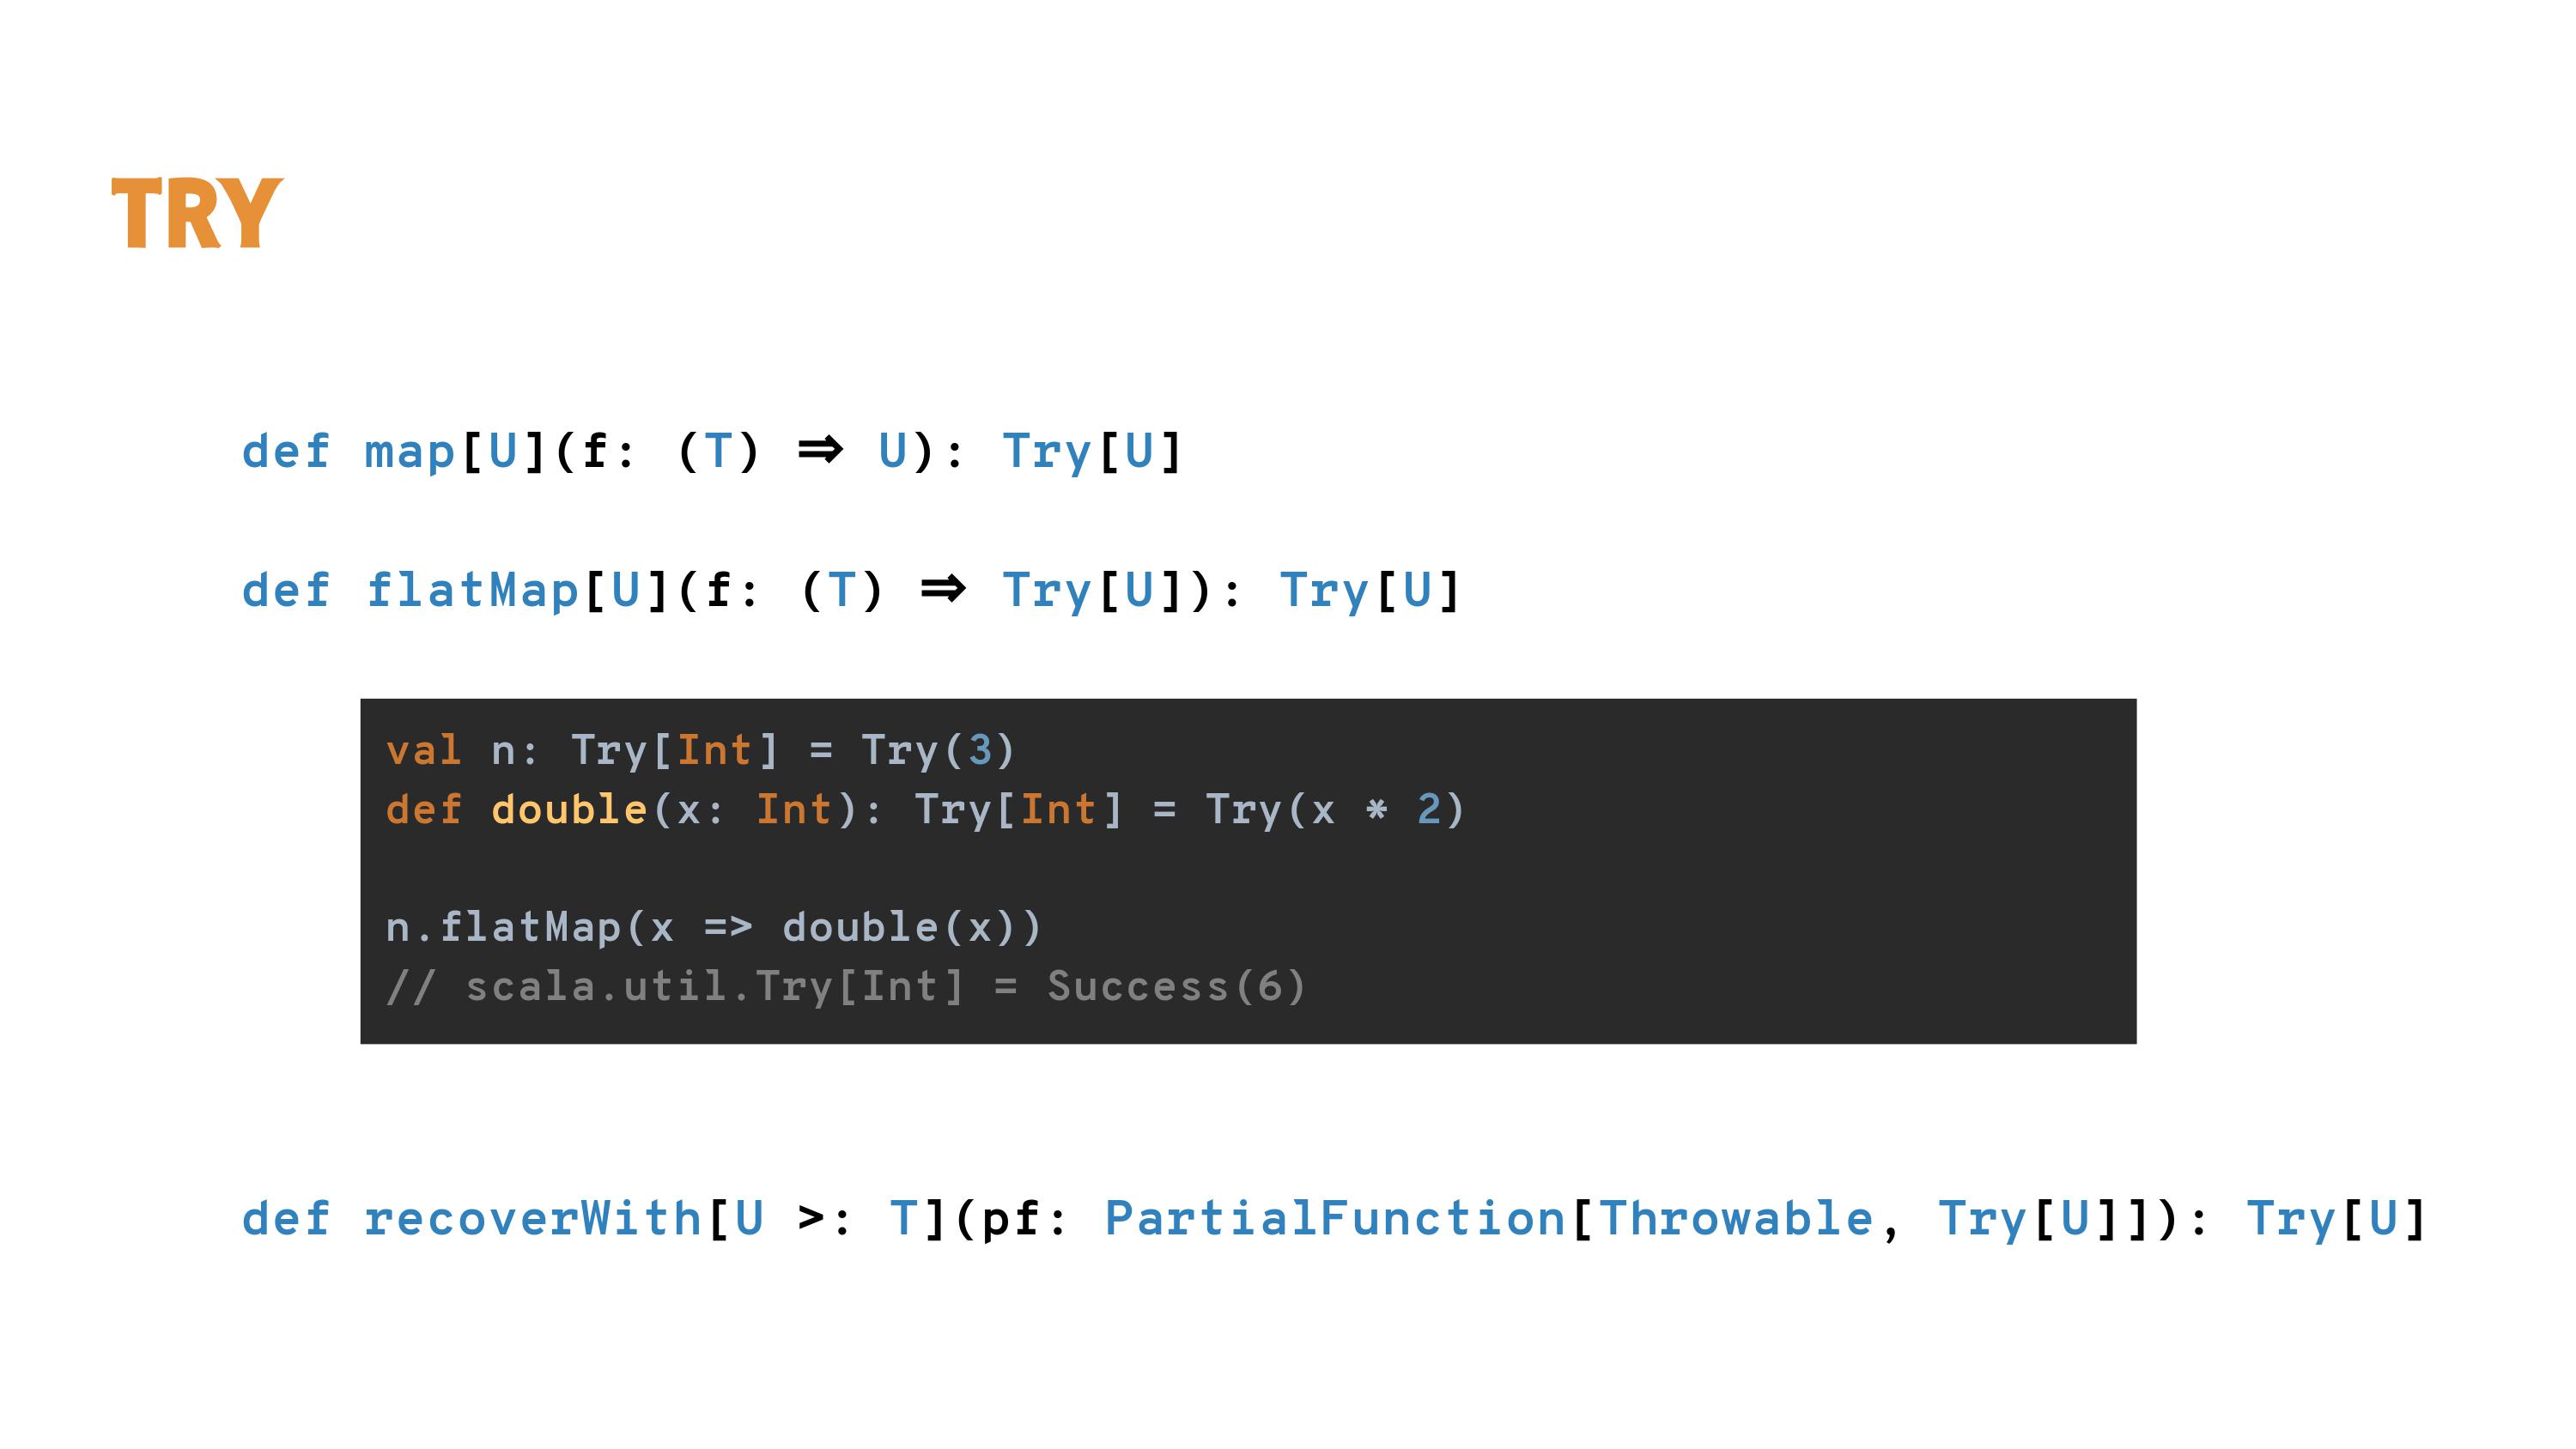 TRY
def map[U](f: (T) ⇒ U): Try[U]
def flatMap[U](f: (T) ⇒ Try[U]): Try[U]
val n: Try[Int] = Try(3)
def double(x: Int): Try[Int] = Try(x * 2)
n.flatMap(x => double(x))
// scala.util.Try[Int] = Success(6)
def recoverWith[U >: T](pf: PartialFunction[Throwable, Try[U]]): Try[U]